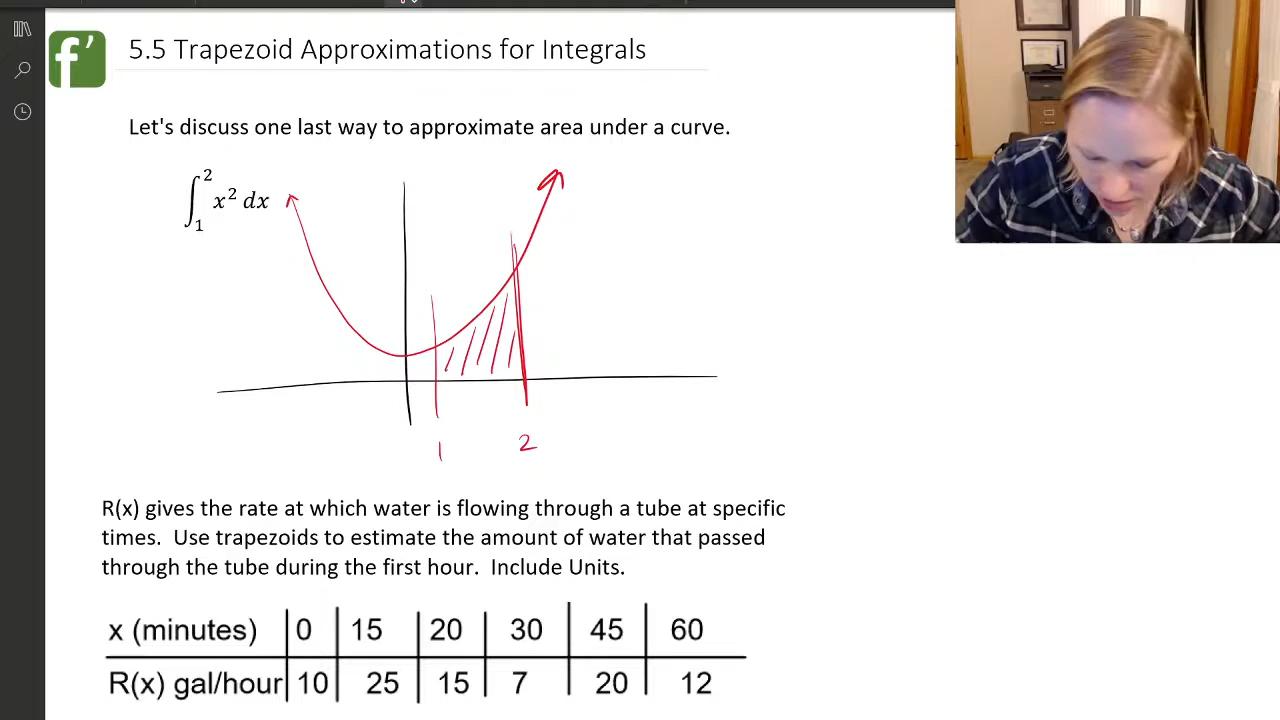 f’
5.5 Trapezoid Approximations for Integrals
Let's discuss one last way to approximate area under a curve.
∫₁² x² dx
1 2
R(x) gives the rate at which water is flowing through a tube at specific
times. Use trapezoids to estimate the amount of water that passed
through the tube during the first hour. Include Units.
x (minutes) 0 15 20 30 45 60
R(x) gal/hour 10 25 15 7 20 12